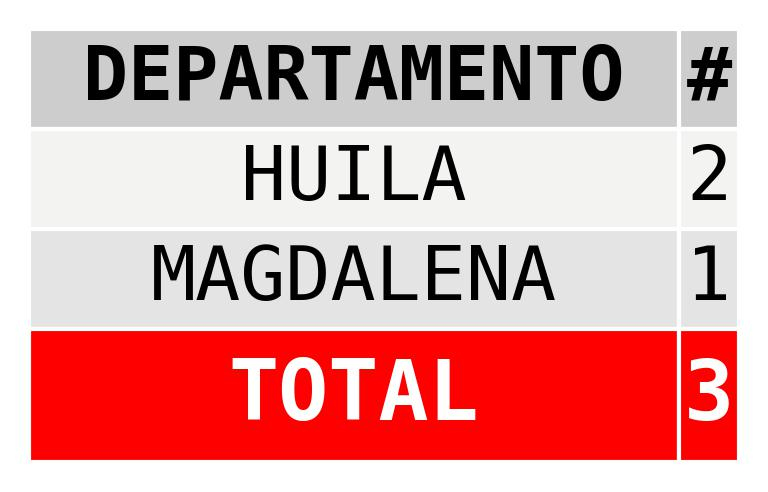 DEPARTAMENTO #
HUILA 2
MAGDALENA 1
TOTAL 3